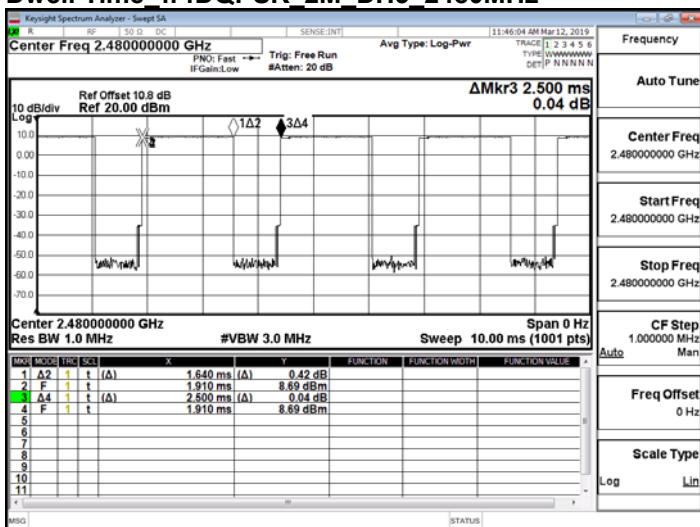 Keysight Spectrum Analyzer - Swept SA
R RF 50 Ω DC SENSE:INT 11:46:04 AM Mar 12, 2019
Center Freq 2.480000000 GHz
PNO: Fast
IFGain:Low
Trig: Free Run
#Atten: 20 dB
Avg Type: Log-Pwr
TRACE 1 2 3 4 5 6
TYPE WWWWWW
DET P N N N N N
ΔMkr3 2.500 ms
0.04 dB
Ref Offset 10.8 dB
10 dB/div Ref 20.00 dBm
Log
10.0
0.00
-10.0
-20.0
-30.0
-40.0
-50.0
-60.0
-70.0
1Δ2
3Δ4
Center 2.480000000 GHz Span 0 Hz
Res BW 1.0 MHz #VBW 3.0 MHz Sweep 10.00 ms (1001 pts)
MKR MODE TRC SCL X Y FUNCTION FUNCTION WIDTH FUNCTION VALUE
1 Δ2 1 t (Δ) 1.640 ms (Δ) 0.42 dB
2 F 1 t 1.910 ms 8.69 dBm
3 Δ4 1 t (Δ) 2.500 ms (Δ) 0.04 dB
4 F 1 t 1.910 ms 8.69 dBm
5
6
7
8
9
10
11
MSG STATUS
Frequency
Auto Tune
Center Freq
2.480000000 GHz
Start Freq
2.480000000 GHz
Stop Freq
2.480000000 GHz
CF Step
1.000000 MHz
Auto Man
Freq Offset
0 Hz
Scale Type
Log Lin